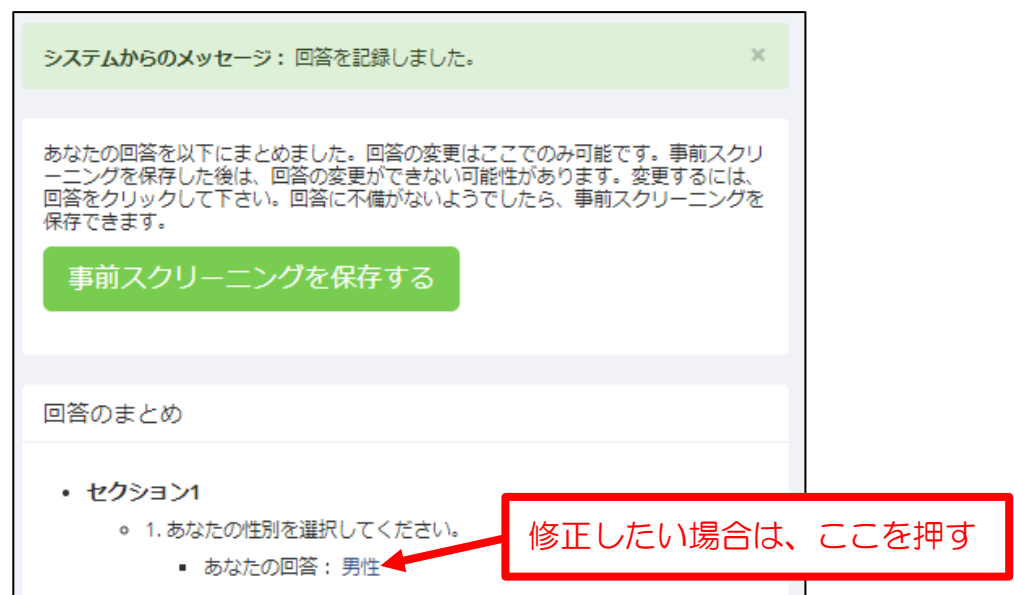 システムからのメッセージ： 回答を記録しました。 ×
あなたの回答を以下にまとめました。回答の変更はここでのみ可能です。事前スクリ
ーニングを保存した後は、回答の変更ができない可能性があります。変更するには、
回答をクリックして下さい。回答に不備がないようでしたら、事前スクリーニングを
保存できます。
事前スクリーニングを保存する
回答のまとめ
• セクション1
◦ 1. あなたの性別を選択してください。
▪ あなたの回答： 男性
修正したい場合は、ここを押す